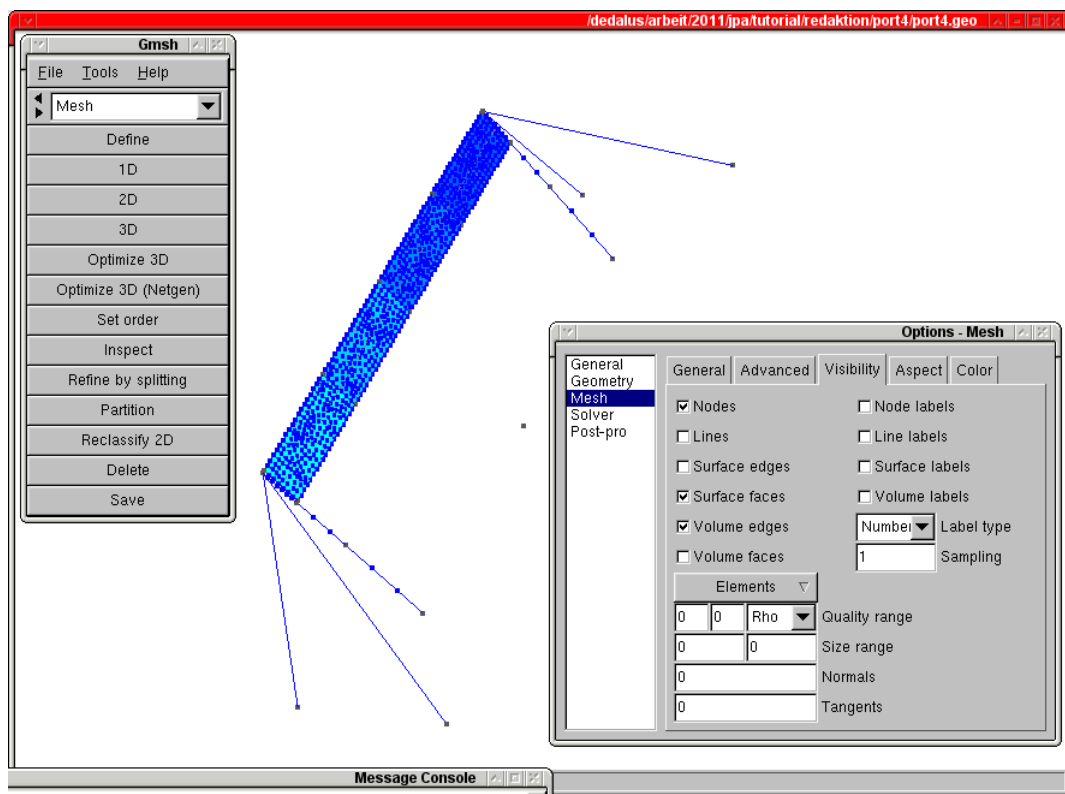 /dedalus/arbeit/2011/jpa/tutorial/redaktion/port4/port4.geo
Gmsh
File Tools Help
Mesh
Define
1D
2D
3D
Optimize 3D
Optimize 3D (Netgen)
Set order
Inspect
Refine by splitting
Partition
Reclassify 2D
Delete
Save
Options - Mesh
General
Geometry
Mesh
Solver
Post-pro
General Advanced Visibility Aspect Color
Nodes Node labels
Lines Line labels
Surface edges Surface labels
Surface faces Volume labels
Volume edges Number Label type
Volume faces 1 Sampling
Elements
0 0 Rho Quality range
0 0 Size range
0 Normals
0 Tangents
Message Console